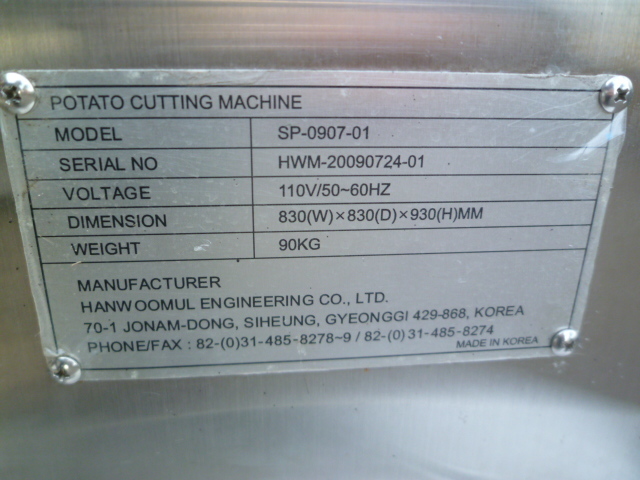 POTATO CUTTING MACHINE
MODEL SP-0907-01
SERIAL NO HWM-20090724-01
VOLTAGE 110V/50~60HZ
DIMENSION 830(W)×830(D)×930(H)MM
WEIGHT 90KG
MANUFACTURER
HANWOOMUL ENGINEERING CO., LTD.
70-1 JONAM-DONG, SIHEUNG, GYEONGGI 429-868, KOREA
PHONE/FAX : 82-(0)31-485-8278~9 / 82-(0)31-485-8274
MADE IN KOREA